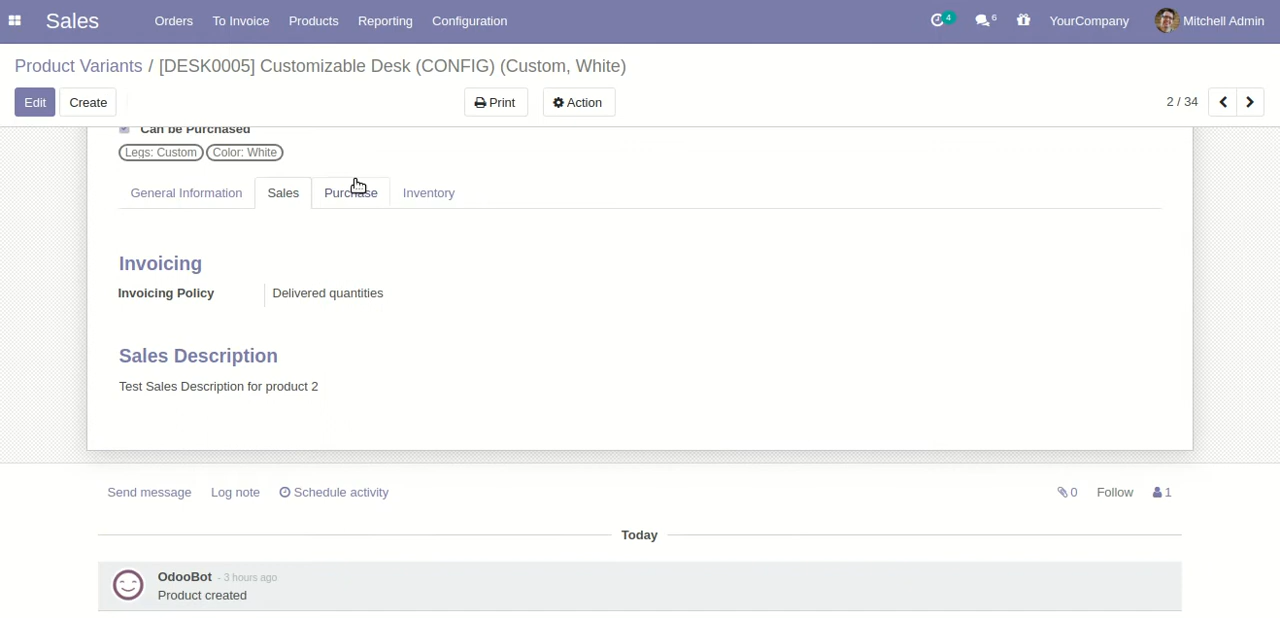 Sales Orders To Invoice Products Reporting Configuration 4 6 YourCompany Mitchell Admin
Product Variants / [DESK0005] Customizable Desk (CONFIG) (Custom, White)
Edit Create Print Action 2 / 34
Can be Purchased
Legs: Custom Color: White
General Information Sales Purchase Inventory
Invoicing
Invoicing Policy Delivered quantities
Sales Description
Test Sales Description for product 2
Send message Log note Schedule activity 0 Follow 1
Today
OdooBot - 3 hours ago
Product created